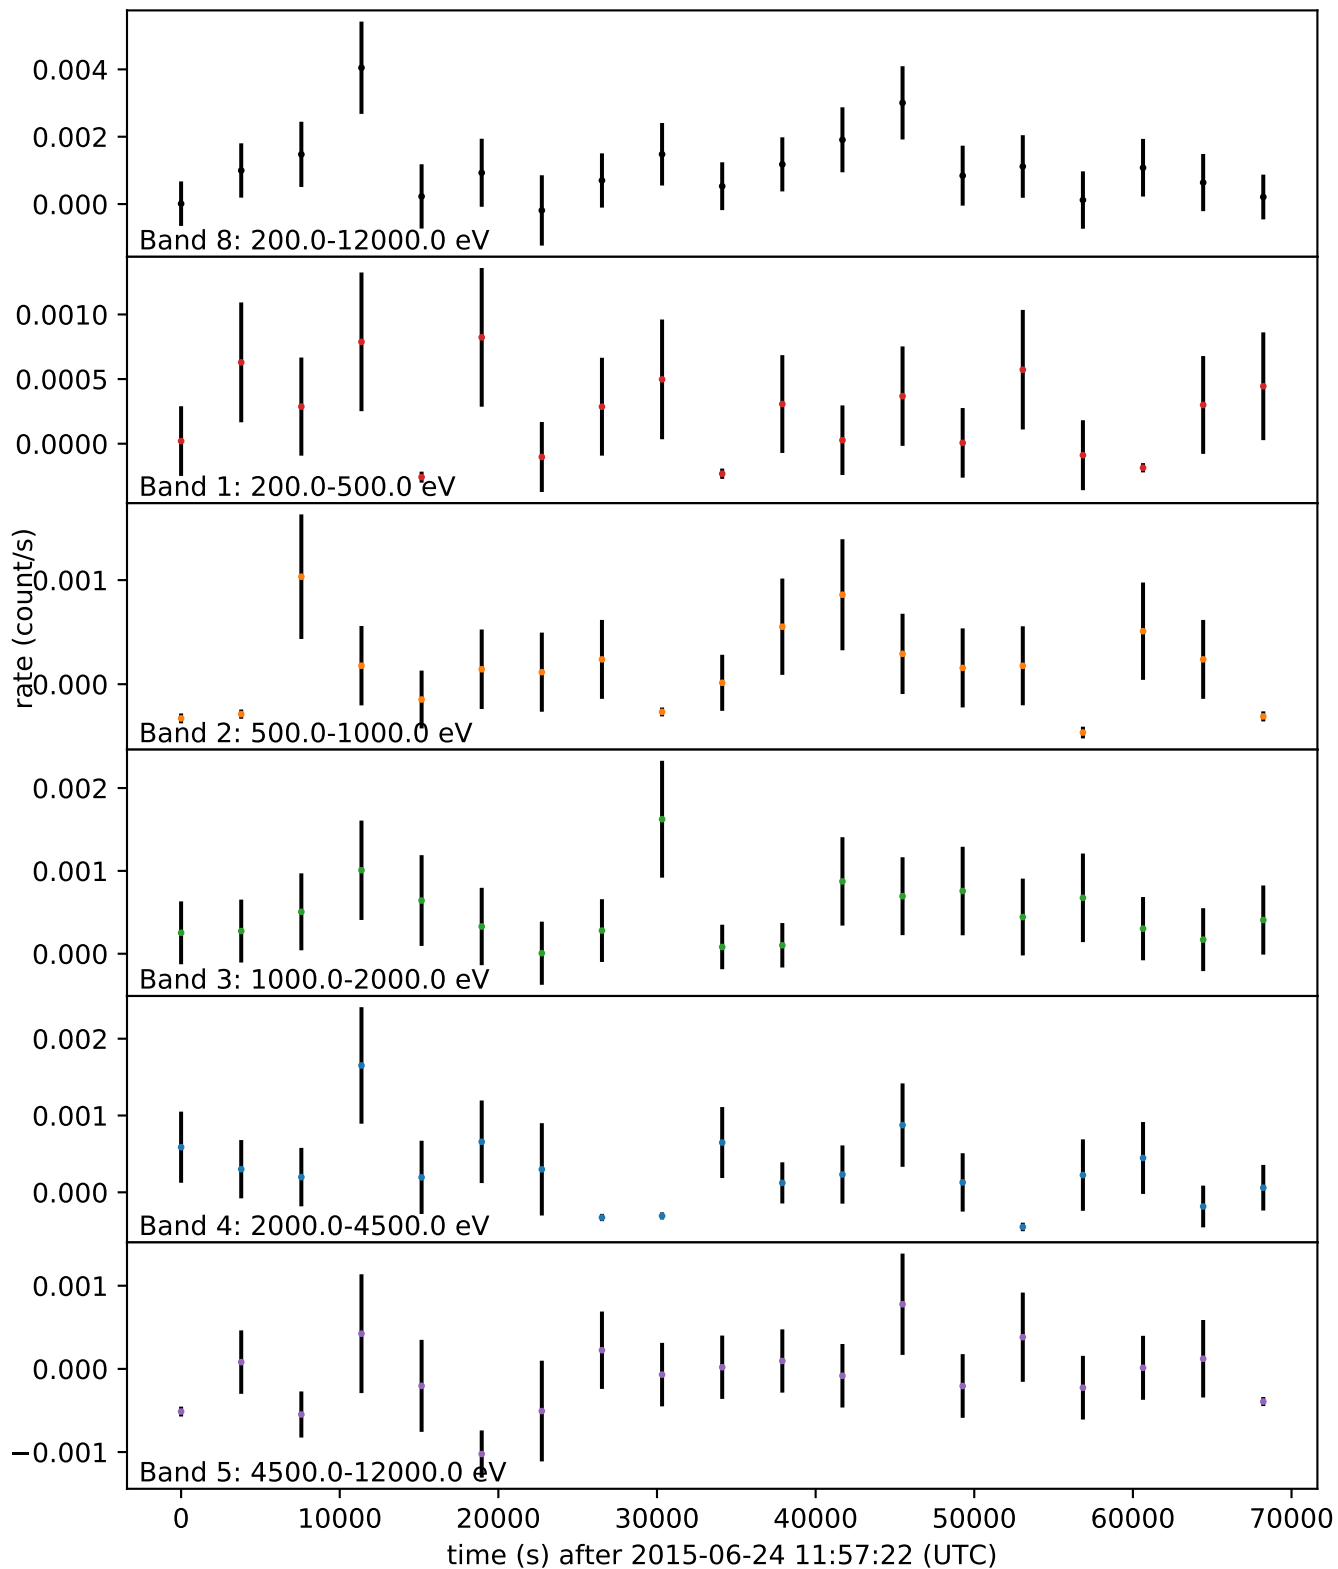 0.004
0.002
0.000
Band 8: 200.0-12000.0 eV
0.0010
0.0005
0.0000
Band 1: 200.0-500.0 eV
rate (count/s)
0.001
0.000
Band 2: 500.0-1000.0 eV
0.002
0.001
0.000
Band 3: 1000.0-2000.0 eV
0.002
0.001
0.000
Band 4: 2000.0-4500.0 eV
0.001
0.000
−0.001
Band 5: 4500.0-12000.0 eV
0 10000 20000 30000 40000 50000 60000 70000
time (s) after 2015-06-24 11:57:22 (UTC)